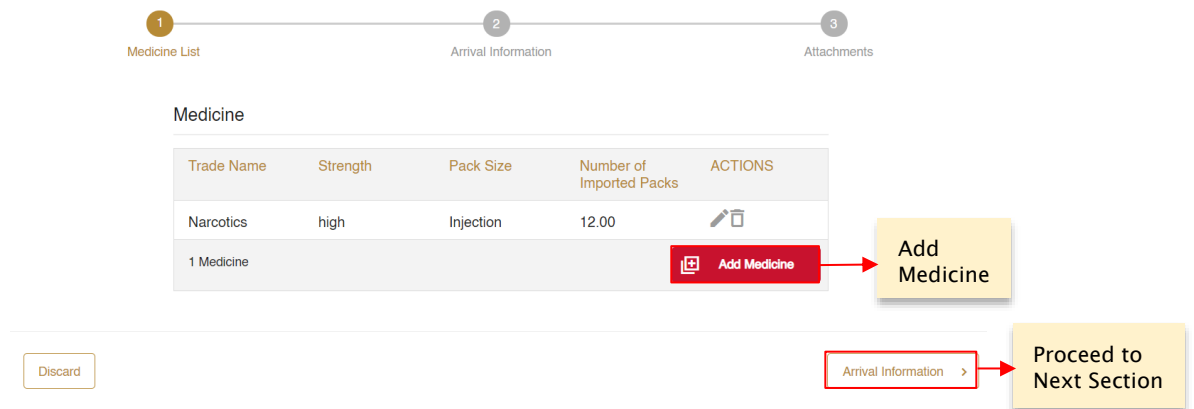 1 2 3
Medicine List Arrival Information Attachments
Medicine
Trade Name Strength Pack Size Number of ACTIONS
Imported Packs
Narcotics high Injection 12.00
1 Medicine Add Medicine
Add
Medicine
Discard Arrival Information >
Proceed to
Next Section